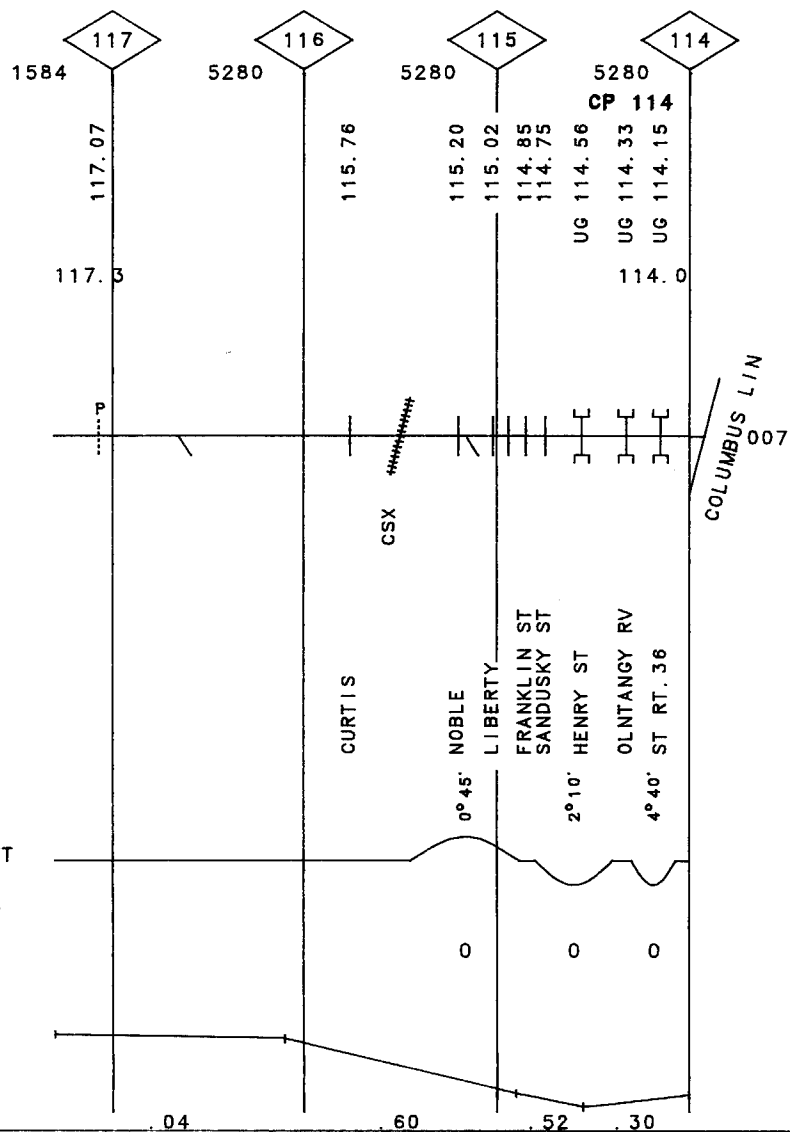 117 116 115 114
1584 5280 5280 5280
CP 114
117.07 115.76 115.20 115.02 114.85 114.75 UG 114.56 UG 114.33 UG 114.15
117.3 114.0
P
COLUMBUS LIN
007
CSX
CURTIS NOBLE LIBERTY FRANKLIN ST SANDUSKY ST HENRY ST OLNTANGY RV ST RT.36
0°45' 2°10' 4°40'
T
0 0 0
.04 .60 .52 .30